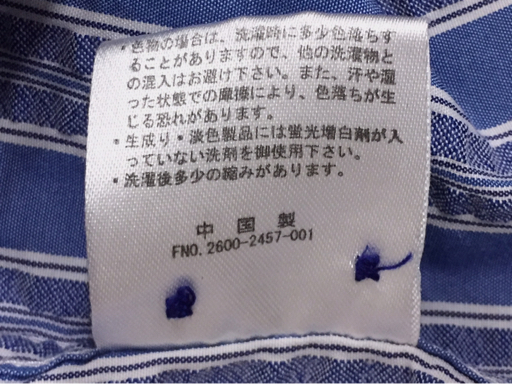 ・色物の場合は、洗濯時に多少色落ちす
ることがありますので、他の洗濯物と
の混入はお避け下さい。また、汗や湿
った状態での摩擦により、色落ちが生
じる恐れがあります。
・生成り・淡色製品には蛍光増白剤が入
っていない洗剤を御使用下さい。
・洗濯後多少の縮みがあります。
中国製
FNO.2600-2457-001